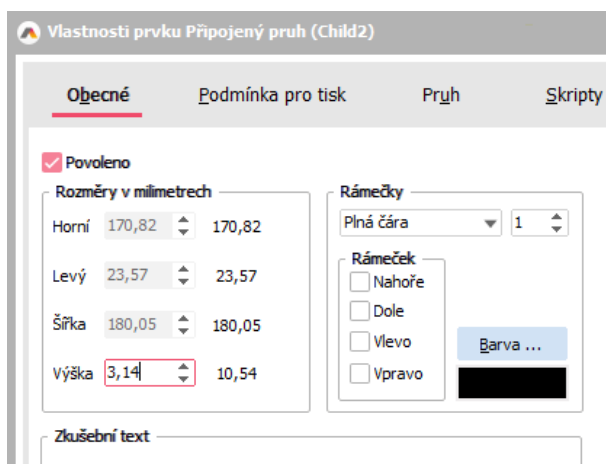 Vlastnosti prvku Připojený pruh (Child2)
Obecné Podmínka pro tisk Pruh Skripty
Povoleno
Rozměry v milimetrech
Horní 170,82 170,82
Levý 23,57 23,57
Šířka 180,05 180,05
Výška 3,14 10,54
Rámečky
Plná čára 1
Rámeček
Nahoře
Dole
Vlevo
Vpravo
Barva ...
Zkušební text